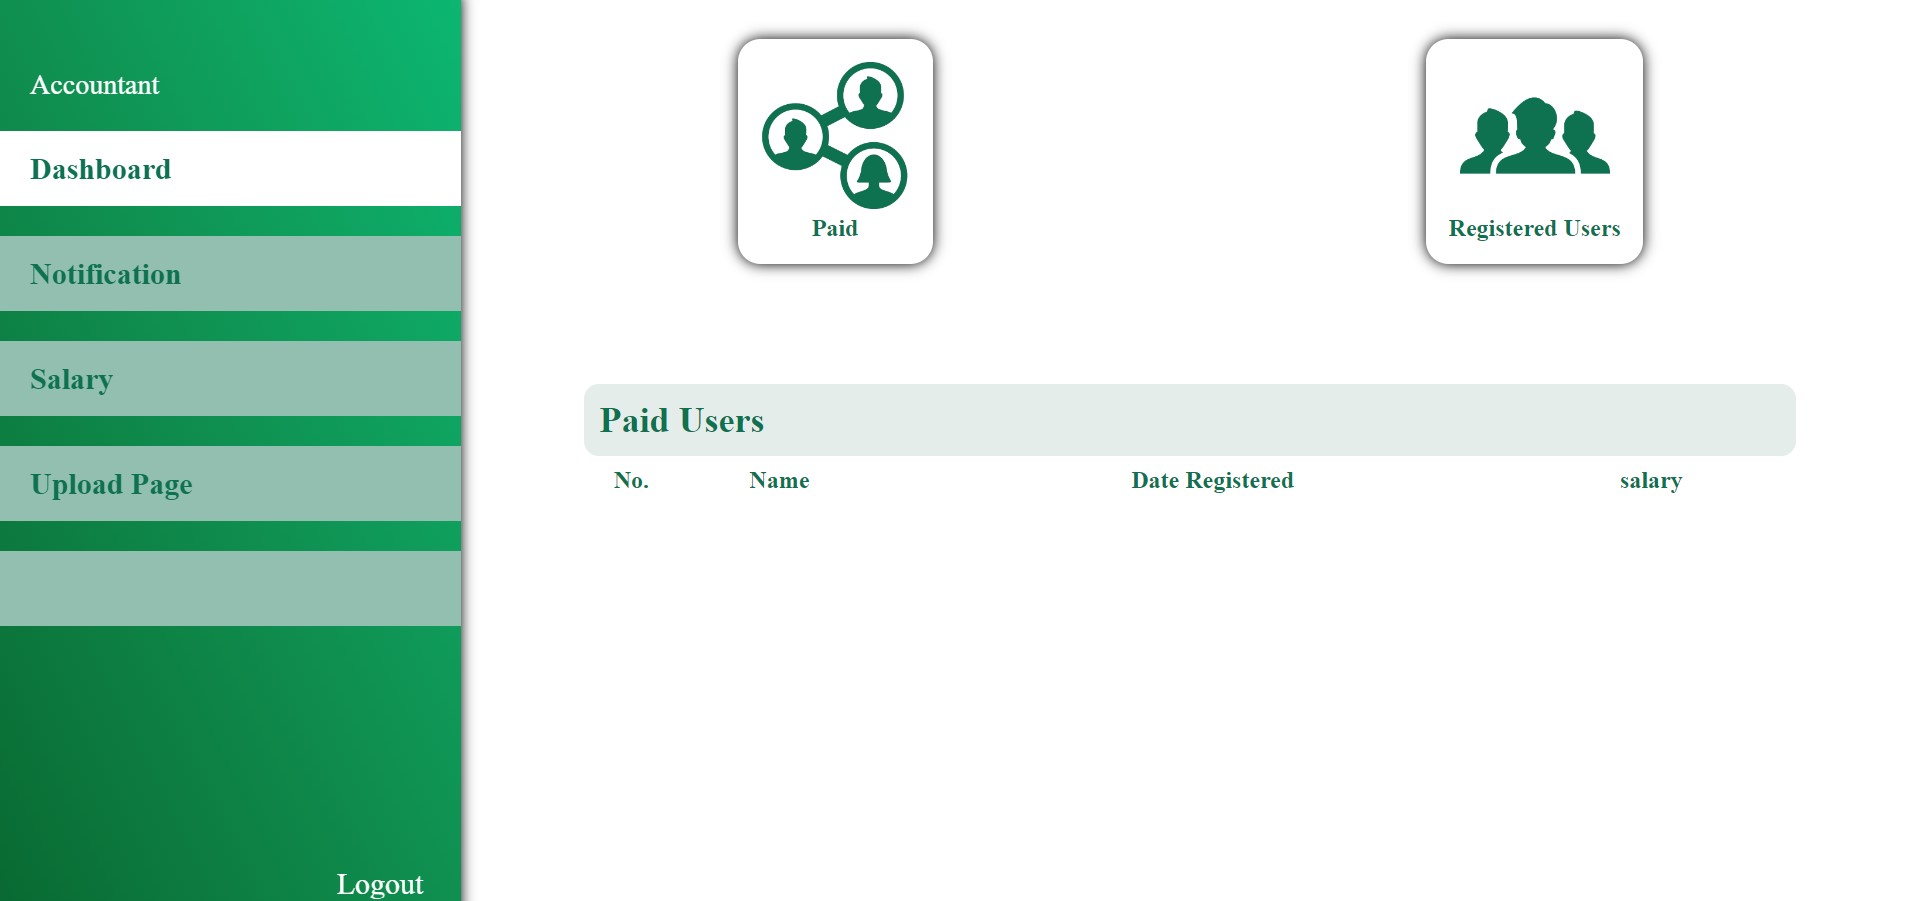 Accountant
Dashboard
Notification
Salary
Upload Page
Logout
Paid
Registered Users
Paid Users
No. Name Date Registered salary